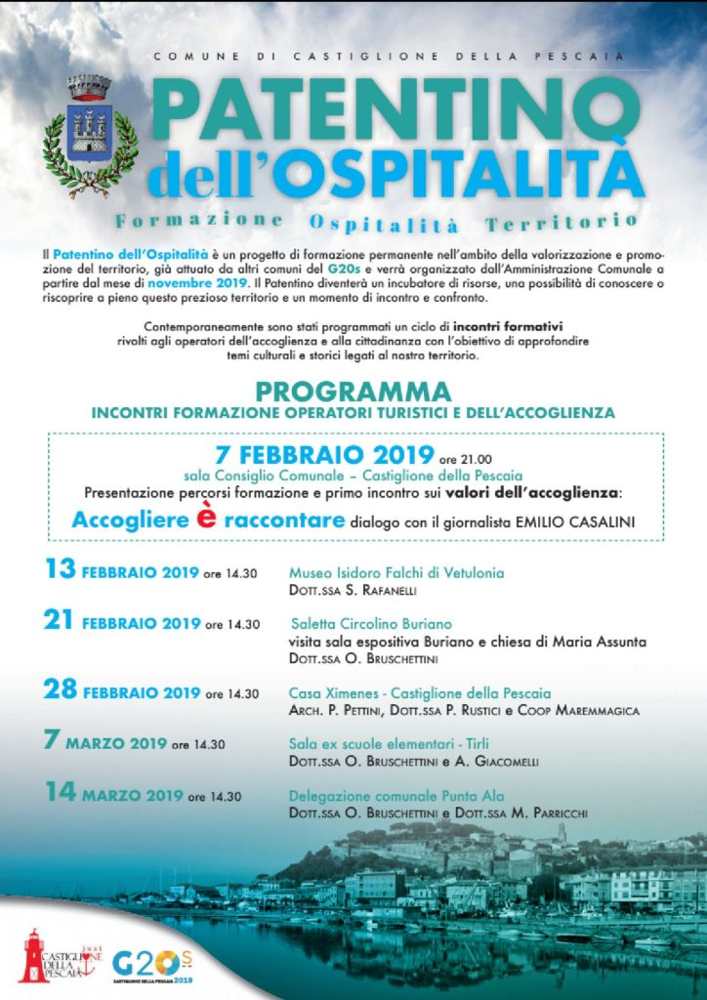 COMUNE DI CASTIGLIONE DELLA PESCAIA
PATENTINO
dell'OSPITALITÀ
Formazione Ospitalità Territorio
Il Patentino dell'Ospitalità è un progetto di formazione permanente nell'ambito della valorizzazione e promo-
zione del territorio, già attuato da altri comuni del G20s e verrà organizzato dall'Amministrazione Comunale a
partire dal mese di novembre 2019. Il Patentino diventerà un incubatore di risorse, una possibilità di conoscere o
riscoprire a pieno questo prezioso territorio e un momento di incontro e confronto.
Contemporaneamente sono stati programmati un ciclo di incontri formativi
rivolti agli operatori dell'accoglienza e alla cittadinanza con l'obiettivo di approfondire
temi culturali e storici legati al nostro territorio.
PROGRAMMA
INCONTRI FORMAZIONE OPERATORI TURISTICI E DELL'ACCOGLIENZA
7 FEBBRAIO 2019 ore 21.00
sala Consiglio Comunale – Castiglione della Pescaia
Presentazione percorsi formazione e primo incontro sui valori dell'accoglienza:
Accogliere è raccontare dialogo con il giornalista EMILIO CASALINI
13 FEBBRAIO 2019 ore 14.30 Museo Isidoro Falchi di Vetulonia
DOTT.SSA S. RAFANELLI
21 FEBBRAIO 2019 ore 14.30 Saletta Circolino Buriano
visita sala espositiva Buriano e chiesa di Maria Assunta
DOTT.SSA O. BRUSCHETTINI
28 FEBBRAIO 2019 ore 14.30 Casa Ximenes - Castiglione della Pescaia
ARCH. P. PETTINI, DOTT.SSA P. RUSTICI E COOP MAREMMAGICA
7 MARZO 2019 ore 14.30 Sala ex scuole elementari - Tirli
DOTT.SSA O. BRUSCHETTINI E A. GIACOMELLI
14 MARZO 2019 ore 14.30 Delegazione comunale Punta Ala
DOTT.SSA O. BRUSCHETTINI E DOTT.SSA M. PARRICCHI
just
CASTIGLIONE
DELLA
PESCAIA
G20s
CASTIGLIONE DELLA PESCAIA 2019